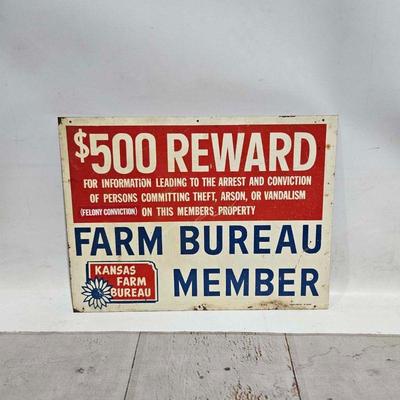 $500 REWARD
FOR INFORMATION LEADING TO THE ARREST AND CONVICTION
OF PERSONS COMMITTING THEFT, ARSON, OR VANDALISM
(FELONY CONVICTION) ON THIS MEMBERS PROPERTY
FARM BUREAU
MEMBER
KANSAS
FARM
BUREAU